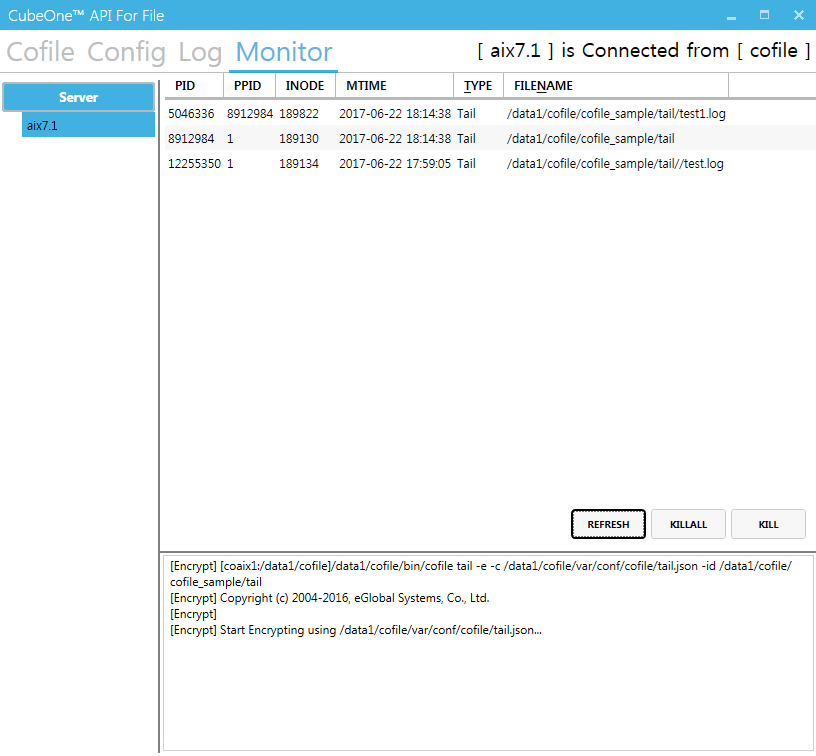 CubeOne™ API For File
Cofile Config Log Monitor [ aix7.1 ] is Connected from [ cofile ]
Server
aix7.1
PID PPID INODE MTIME TYPE FILENAME
5046336 8912984 189822 2017-06-22 18:14:38 Tail /data1/cofile/cofile_sample/tail/test1.log
8912984 1 189130 2017-06-22 18:14:38 Tail /data1/cofile/cofile_sample/tail
12255350 1 189134 2017-06-22 17:59:05 Tail /data1/cofile/cofile_sample/tail//test.log
REFRESH KILLALL KILL
[Encrypt] [coaix1:/data1/cofile]/data1/cofile/bin/cofile tail -e -c /data1/cofile/var/conf/cofile/tail.json -id /data1/cofile/
cofile_sample/tail
[Encrypt] Copyright (c) 2004-2016, eGlobal Systems, Co., Ltd.
[Encrypt]
[Encrypt] Start Encrypting using /data1/cofile/var/conf/cofile/tail.json...